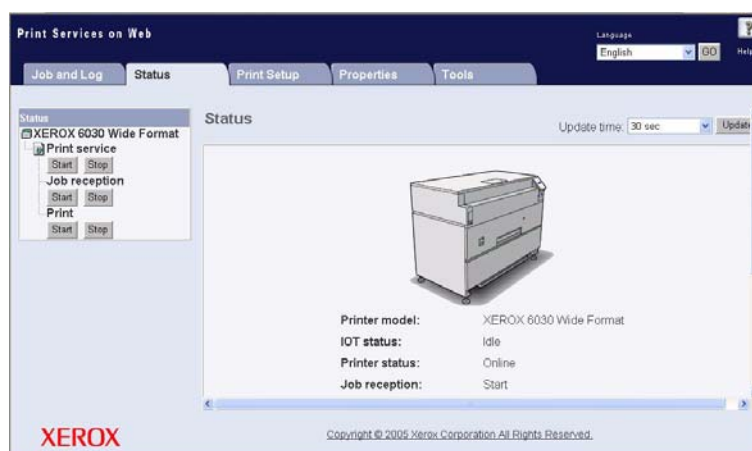 Print Services on Web
Language
English GO Help
Job and Log Status Print Setup Properties Tools
Status
XEROX 6030 Wide Format
Print service
Start Stop
Job reception
Start Stop
Print
Start Stop
Status
Update time: 30 sec Update
Printer model: XEROX 6030 Wide Format
IOT status: Idle
Printer status: Online
Job reception: Start
XEROX
Copyright © 2005 Xerox Corporation All Rights Reserved.